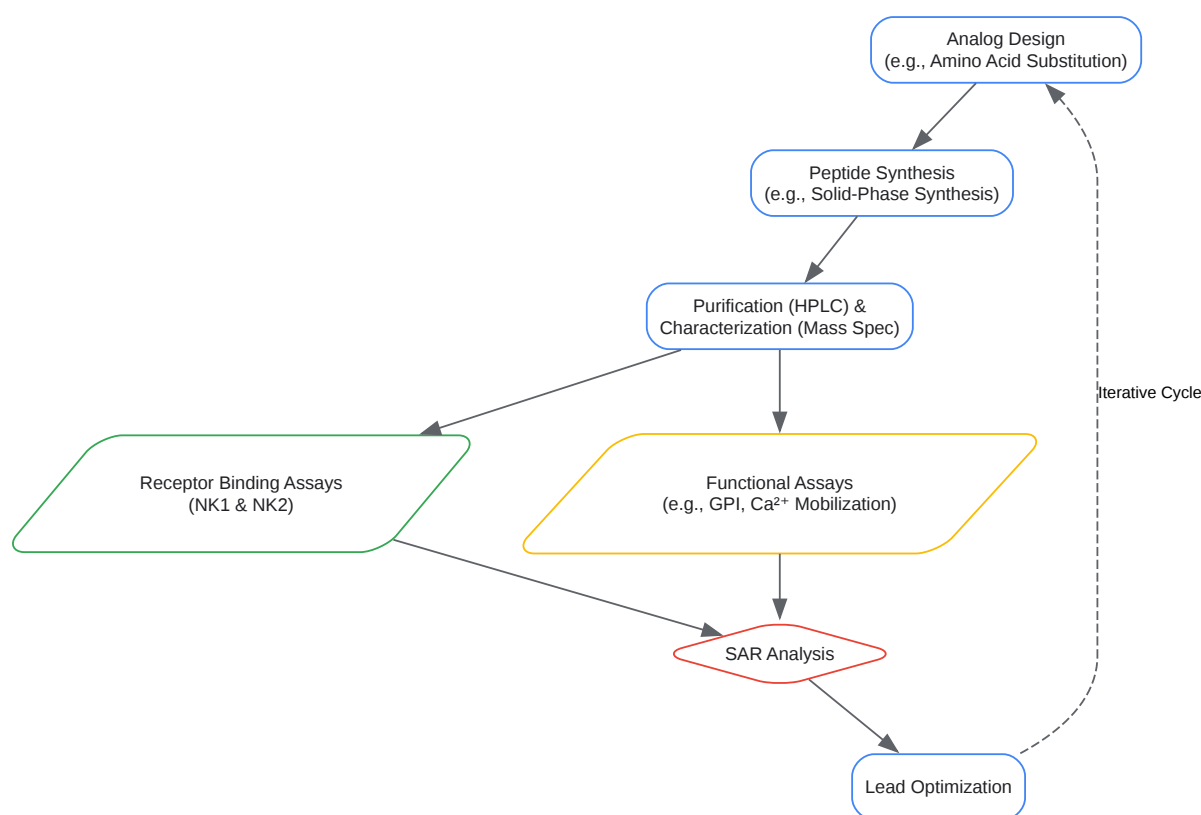 Analog Design
(e.g., Amino Acid Substitution)
Peptide Synthesis
(e.g., Solid-Phase Synthesis)
Purification (HPLC) &
Characterization (Mass Spec)
Iterative Cycle
Receptor Binding Assays
(NK1 & NK2)
Functional Assays
(e.g., GPI, Ca²⁺ Mobilization)
SAR Analysis
Lead Optimization